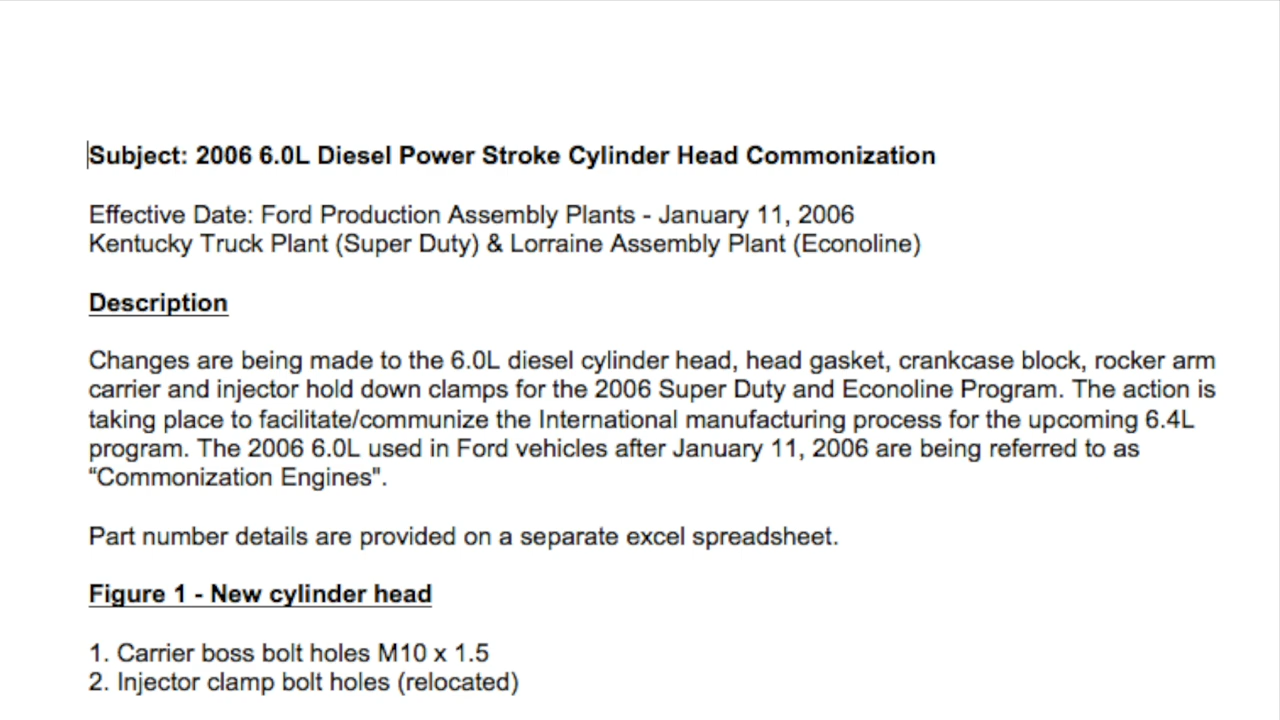 Subject: 2006 6.0L Diesel Power Stroke Cylinder Head Commonization
Effective Date: Ford Production Assembly Plants - January 11, 2006
Kentucky Truck Plant (Super Duty) & Lorraine Assembly Plant (Econoline)
Description
Changes are being made to the 6.0L diesel cylinder head, head gasket, crankcase block, rocker arm
carrier and injector hold down clamps for the 2006 Super Duty and Econoline Program. The action is
taking place to facilitate/communize the International manufacturing process for the upcoming 6.4L
program. The 2006 6.0L used in Ford vehicles after January 11, 2006 are being referred to as
“Commonization Engines".
Part number details are provided on a separate excel spreadsheet.
Figure 1 - New cylinder head
1. Carrier boss bolt holes M10 x 1.5
2. Injector clamp bolt holes (relocated)